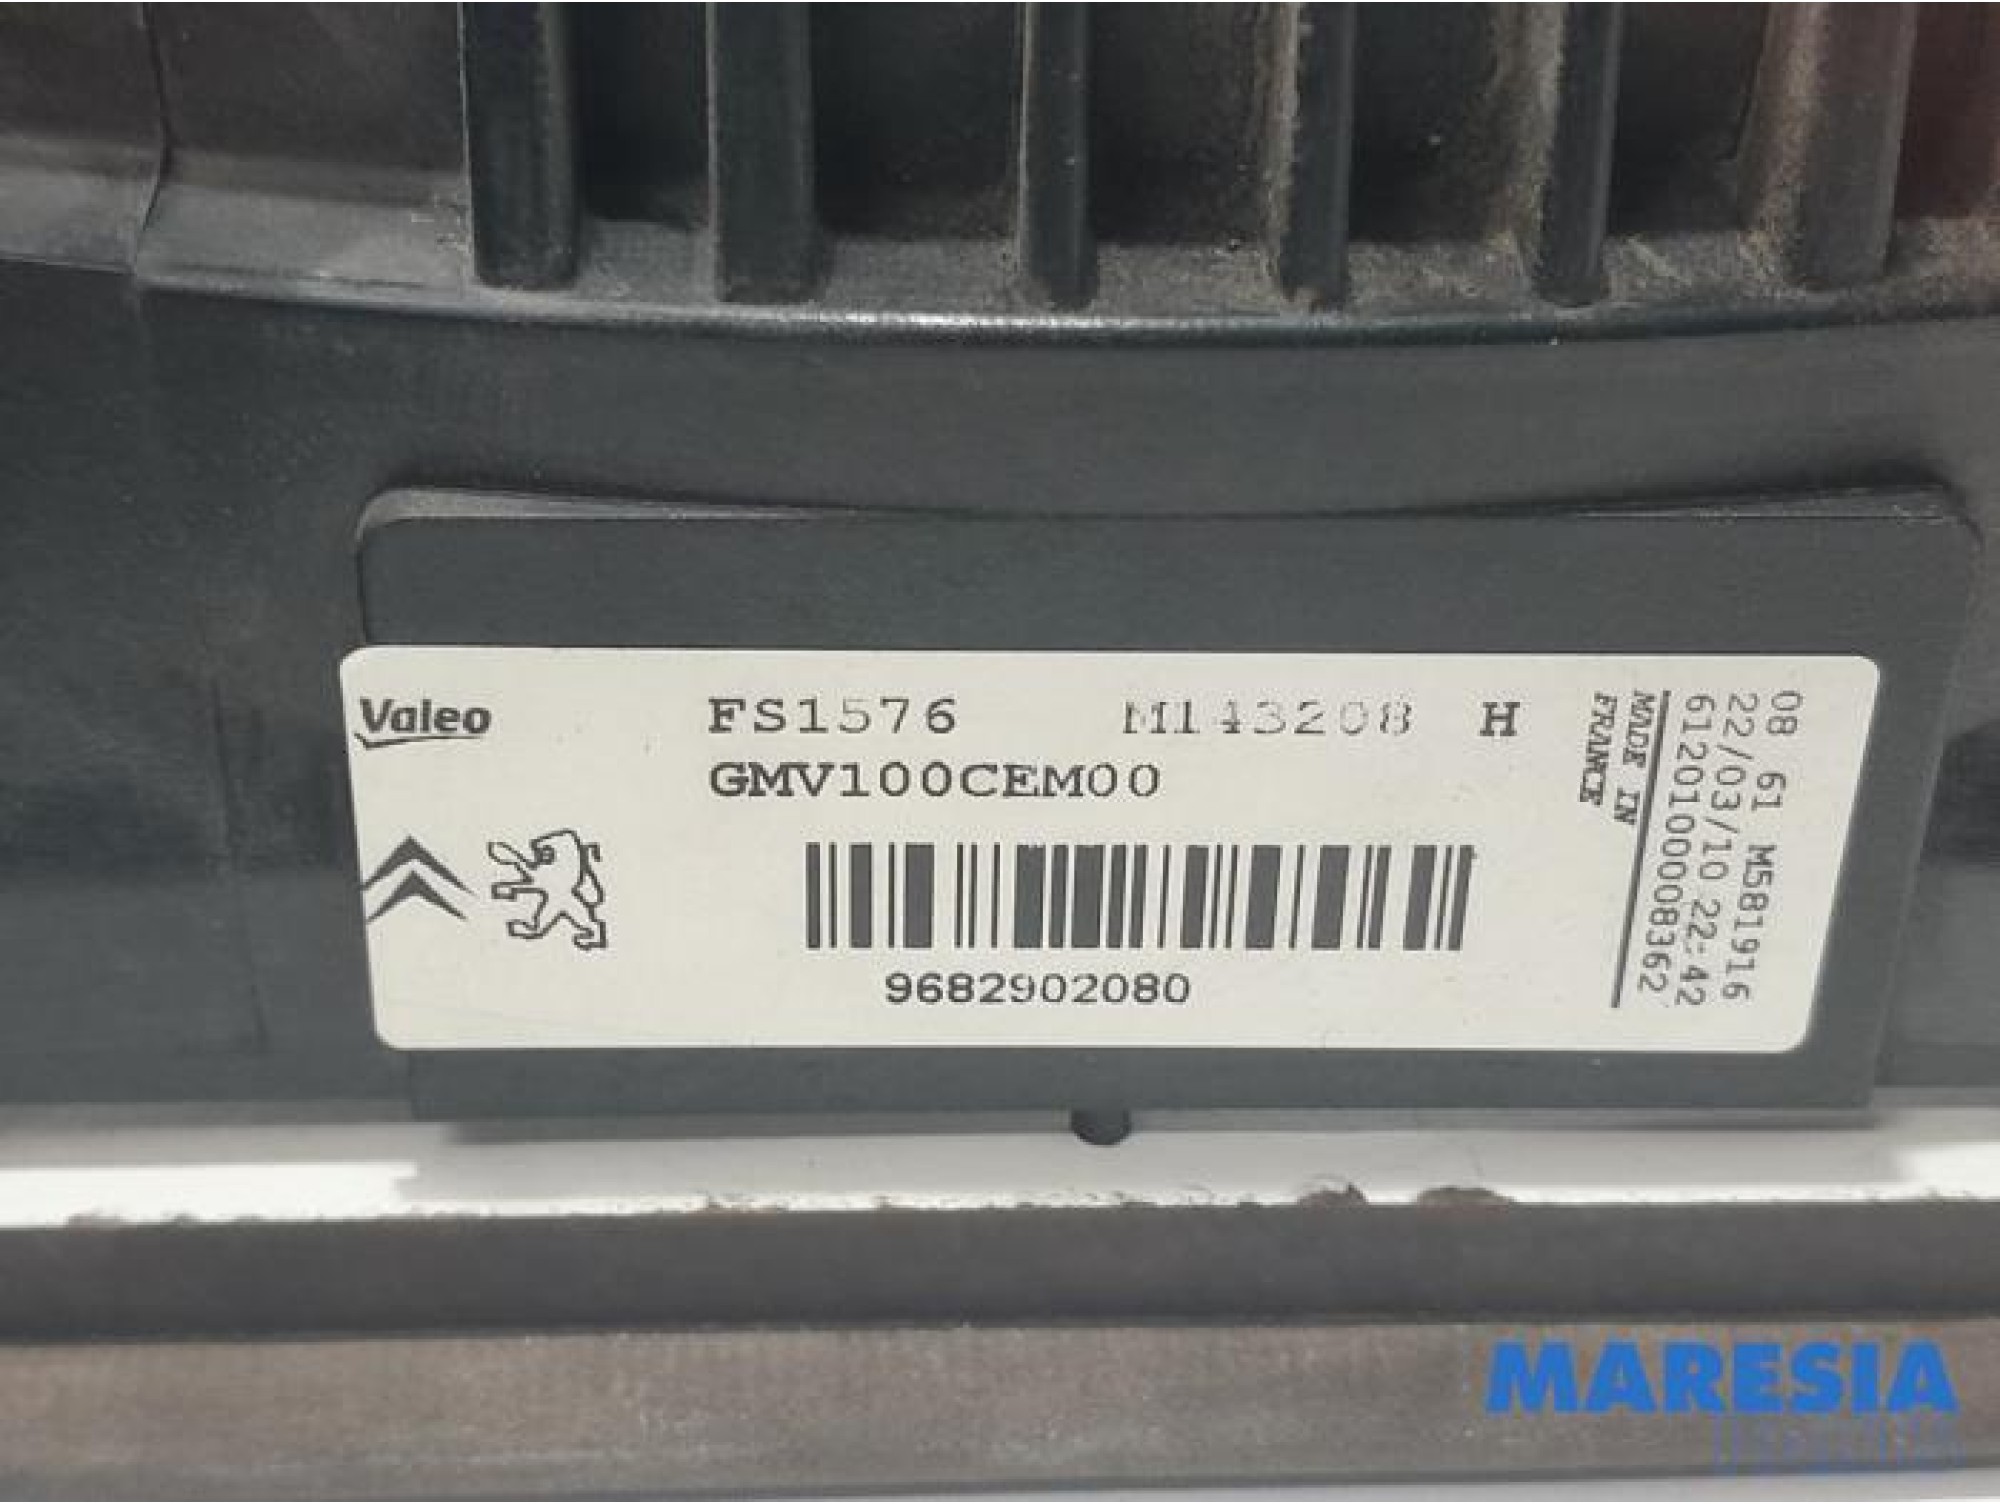 Valeo
FS1576 M143208 H
GMV100CEM00
9682902080
08 61 M581916
22/03/10 22:42
6120100008362
MADE IN
FRANCE
MARESIA